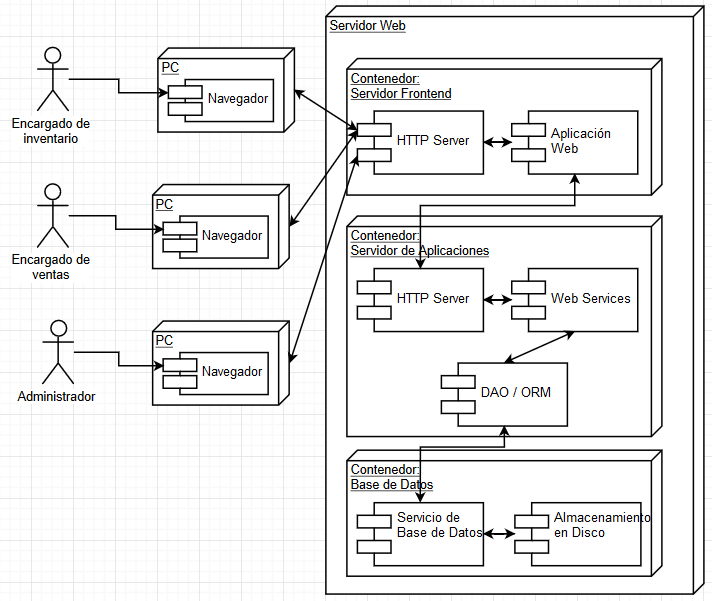 Servidor Web
PC
Navegador
Encargado de
inventario
Contenedor:
Servidor Frontend
HTTP Server
Aplicación
Web
PC
Navegador
Encargado de
ventas
Contenedor:
Servidor de Aplicaciones
HTTP Server
Web Services
DAO / ORM
PC
Navegador
Administrador
Contenedor:
Base de Datos
Servicio de
Base de Datos
Almacenamiento
en Disco